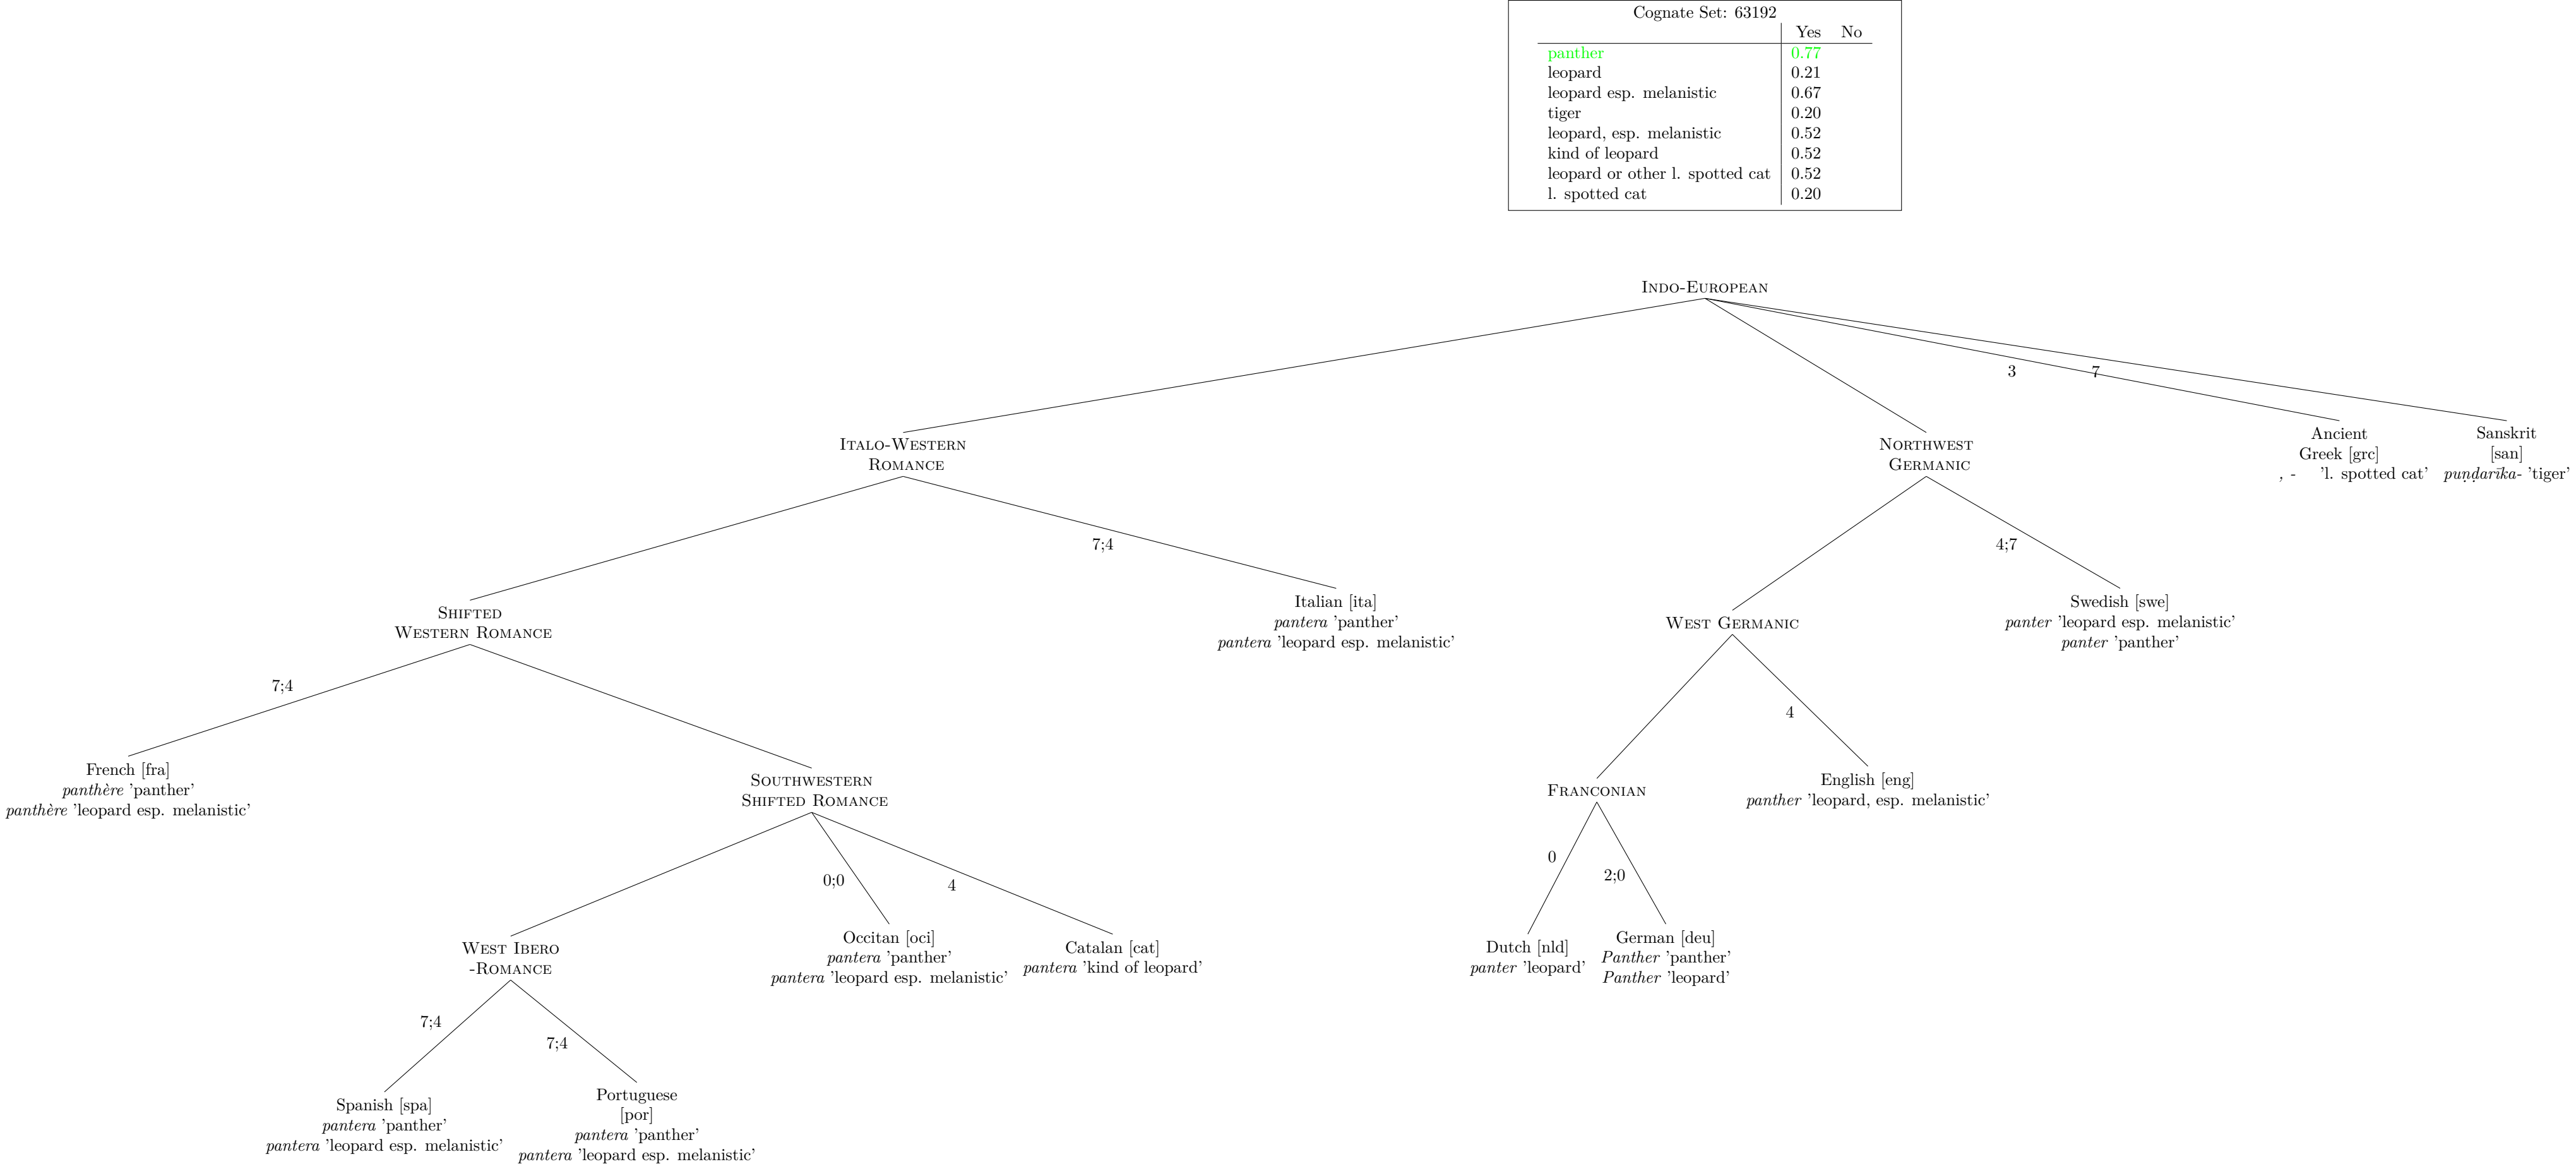 Cognate Set: 63192
Yes No
panther 0.77
leopard 0.21
leopard esp. melanistic 0.67
tiger 0.20
leopard, esp. melanistic 0.52
kind of leopard 0.52
leopard or other l. spotted cat 0.52
l. spotted cat 0.20
Indo-European
3 7
Italo-Western
Romance
Northwest
Germanic
Ancient
Greek [grc]
, - 'l. spotted cat'
Sanskrit
[san]
puṇḍarīka- 'tiger'
7;4
4;7
Shifted
Western Romance
Italian [ita]
pantera 'panther'
pantera 'leopard esp. melanistic'
West Germanic
Swedish [swe]
panter 'leopard esp. melanistic'
panter 'panther'
7;4
4
French [fra]
panthère 'panther'
panthère 'leopard esp. melanistic'
Southwestern
Shifted Romance
Franconian
English [eng]
panther 'leopard, esp. melanistic'
0;0
4
0
2;0
West Ibero
-Romance
Occitan [oci]
pantera 'panther'
pantera 'leopard esp. melanistic'
Catalan [cat]
pantera 'kind of leopard'
Dutch [nld]
panter 'leopard'
German [deu]
Panther 'panther'
Panther 'leopard'
7;4
7;4
Spanish [spa]
pantera 'panther'
pantera 'leopard esp. melanistic'
Portuguese
[por]
pantera 'panther'
pantera 'leopard esp. melanistic'